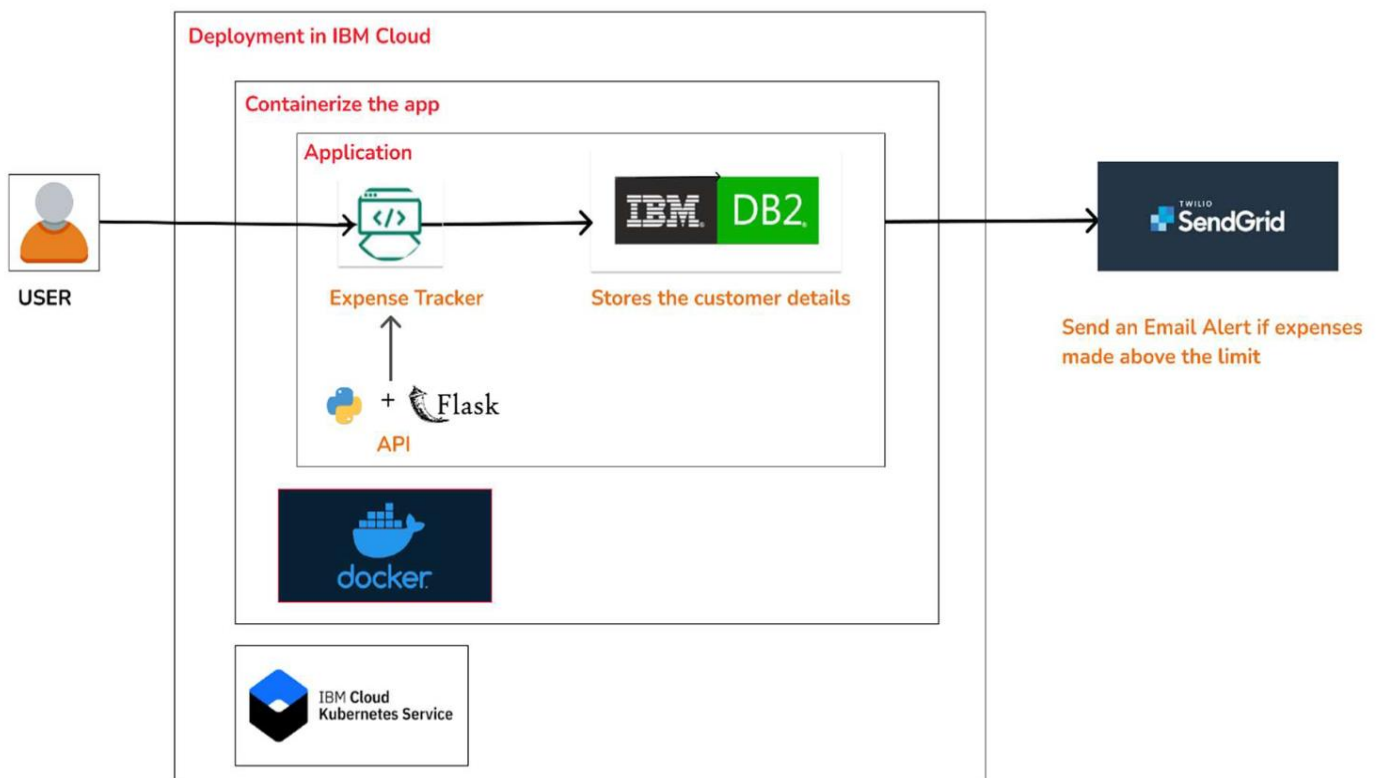 Deployment in IBM Cloud
Containerize the app
Application
</>
IBM DB2
TWILIO
SendGrid
USER
Expense Tracker
Stores the customer details
Send an Email Alert if expenses
made above the limit
+ Flask
API
docker
IBM Cloud
Kubernetes Service